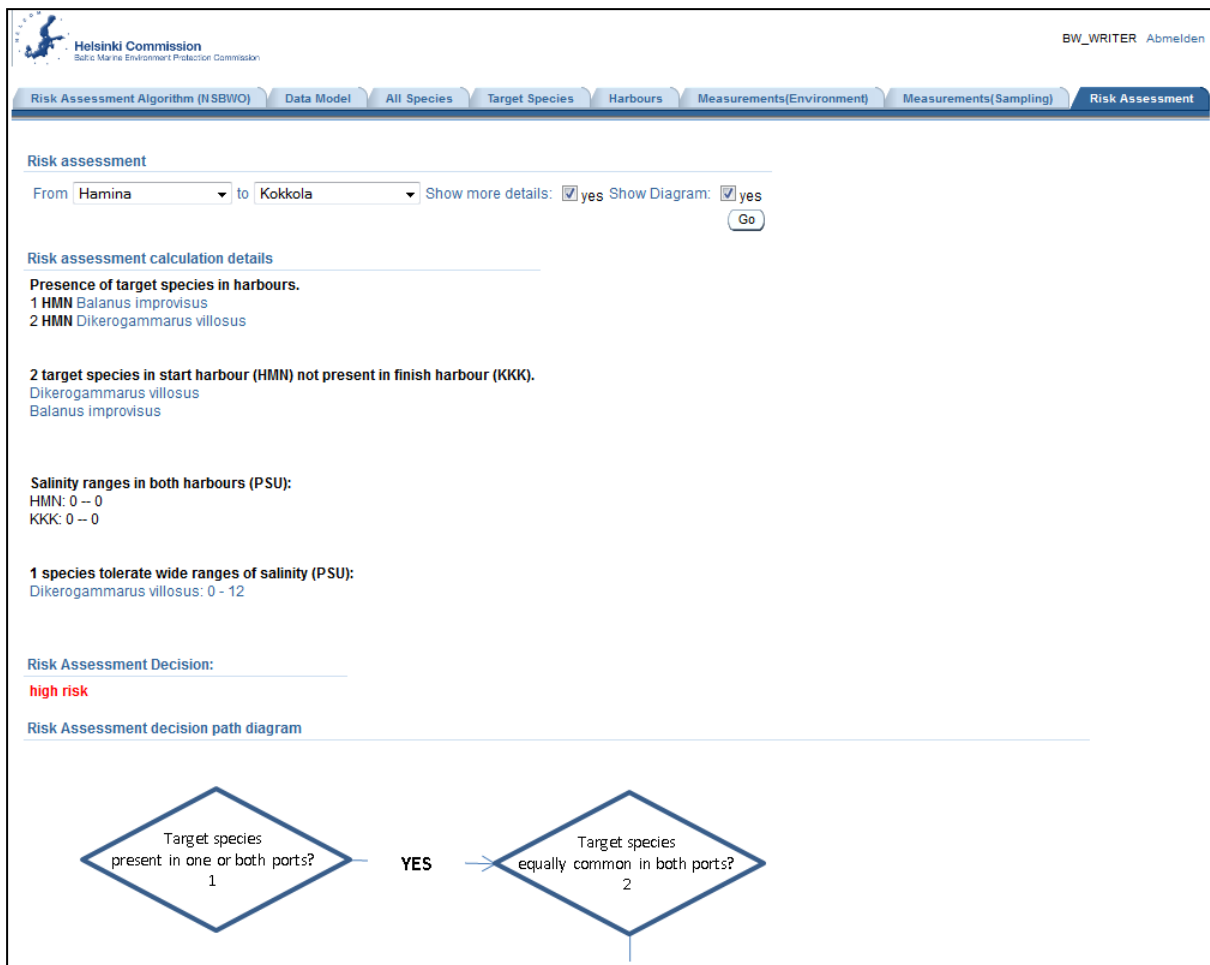 HELCOM
Helsinki Commission
Baltic Marine Environment Protection Commission
BW_WRITER Abmelden
Risk Assessment Algorithm (NSBWO) Data Model All Species Target Species Harbours Measurements(Environment) Measurements(Sampling) Risk Assessment
Risk assessment
From Hamina to Kokkola Show more details: yes Show Diagram: yes
Go
Risk assessment calculation details
Presence of target species in harbours.
1 HMN Balanus improvisus
2 HMN Dikerogammarus villosus
2 target species in start harbour (HMN) not present in finish harbour (KKK).
Dikerogammarus villosus
Balanus improvisus
Salinity ranges in both harbours (PSU):
HMN: 0 -- 0
KKK: 0 -- 0
1 species tolerate wide ranges of salinity (PSU):
Dikerogammarus villosus: 0 - 12
Risk Assessment Decision:
high risk
Risk Assessment decision path diagram
Target species
present in one or both ports?
1
YES
Target species
equally common in both ports?
2